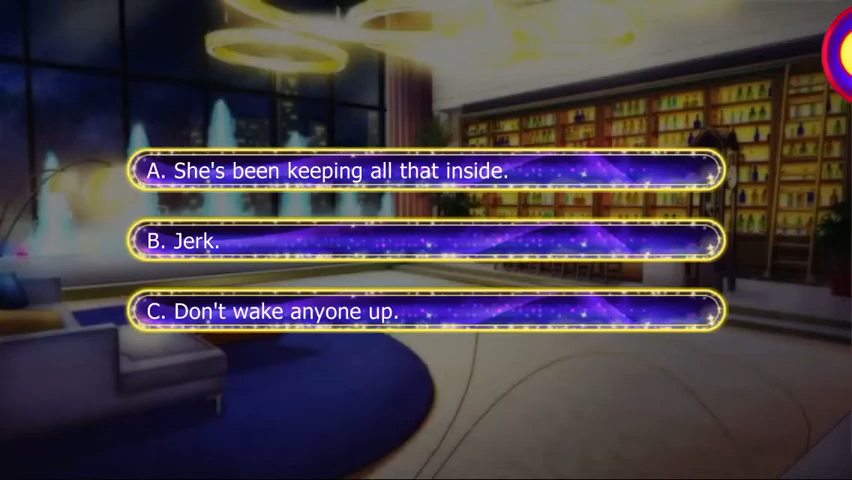 A. She's been keeping all that inside.
B. Jerk.
C. Don't wake anyone up.